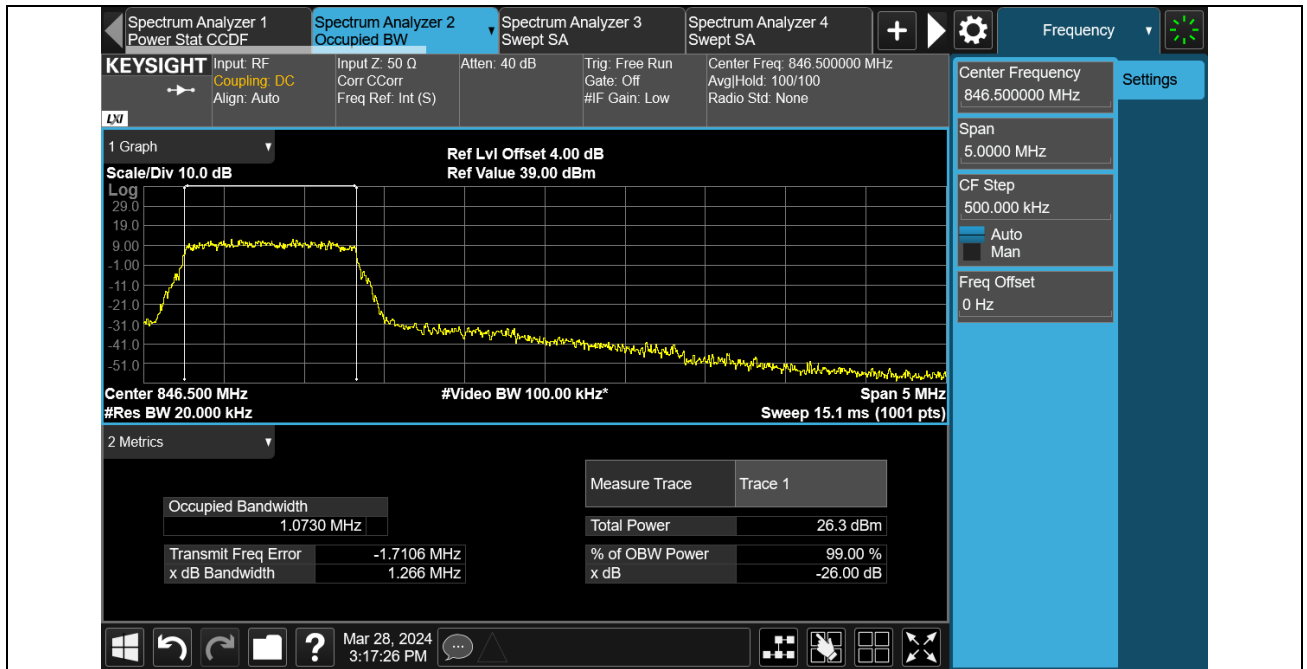 Spectrum Analyzer 1
Power Stat CCDF
Spectrum Analyzer 2
Occupied BW
Spectrum Analyzer 3
Swept SA
Spectrum Analyzer 4
Swept SA
+
Frequency
KEYSIGHT
LXI
Input: RF
Coupling: DC
Align: Auto
Input Z: 50 Ω
Corr CCorr
Freq Ref: Int (S)
Atten: 40 dB
Trig: Free Run
Gate: Off
#IF Gain: Low
Center Freq: 846.500000 MHz
Avg|Hold: 100/100
Radio Std: None
Center Frequency
846.500000 MHz
Settings
Span
5.0000 MHz
CF Step
500.000 kHz
Auto
Man
Freq Offset
0 Hz
1 Graph
Scale/Div 10.0 dB
Ref Lvl Offset 4.00 dB
Ref Value 39.00 dBm
Log
29.0
19.0
9.00
-1.00
-11.0
-21.0
-31.0
-41.0
-51.0
Center 846.500 MHz
#Video BW 100.00 kHz*
Span 5 MHz
#Res BW 20.000 kHz
Sweep 15.1 ms (1001 pts)
2 Metrics
Measure Trace
Trace 1
Occupied Bandwidth
1.0730 MHz
Total Power
26.3 dBm
Transmit Freq Error
-1.7106 MHz
% of OBW Power
99.00 %
x dB Bandwidth
1.266 MHz
x dB
-26.00 dB
?
Mar 28, 2024
3:17:26 PM